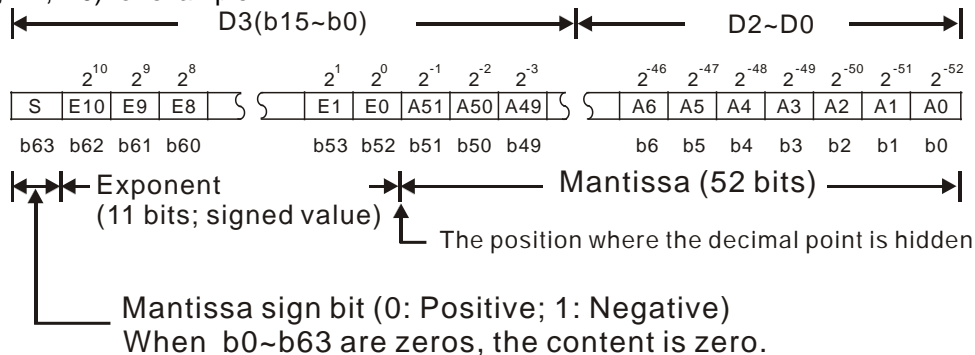 D3(b15~b0) D2~D0
2^10 2^9 2^8 2^1 2^0 2^-1 2^-2 2^-3 2^-46 2^-47 2^-48 2^-49 2^-50 2^-51 2^-52
S E10 E9 E8 E1 E0 A51 A50 A49 A6 A5 A4 A3 A2 A1 A0
b63 b62 b61 b60 b53 b52 b51 b50 b49 b6 b5 b4 b3 b2 b1 b0
Exponent Mantissa (52 bits)
(11 bits; signed value)
The position where the decimal point is hidden
Mantissa sign bit (0: Positive; 1: Negative)
When b0~b63 are zeros, the content is zero.